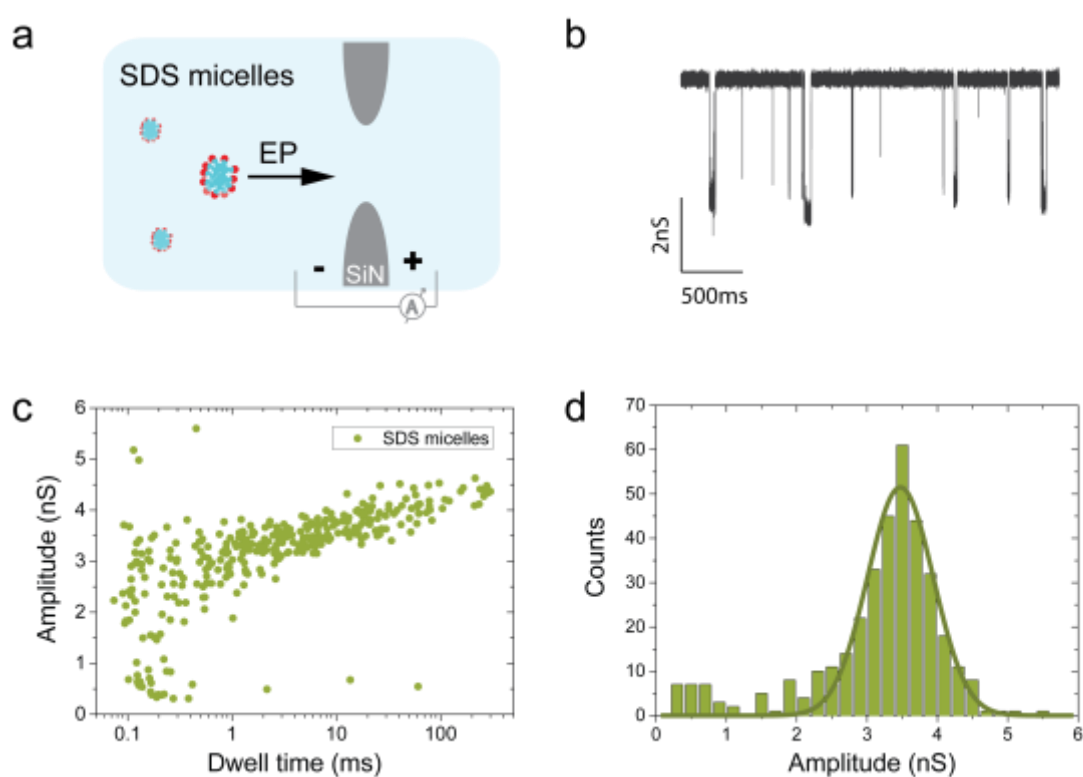 a
SDS micelles
EP
- SiN +
A
b
2nS
500ms
c
6
5
4
3
2
1
0
Amplitude (nS)
SDS micelles
0.1 1 10 100
Dwell time (ms)
d
70
60
50
40
30
20
10
0
Counts
0 1 2 3 4 5 6
Amplitude (nS)